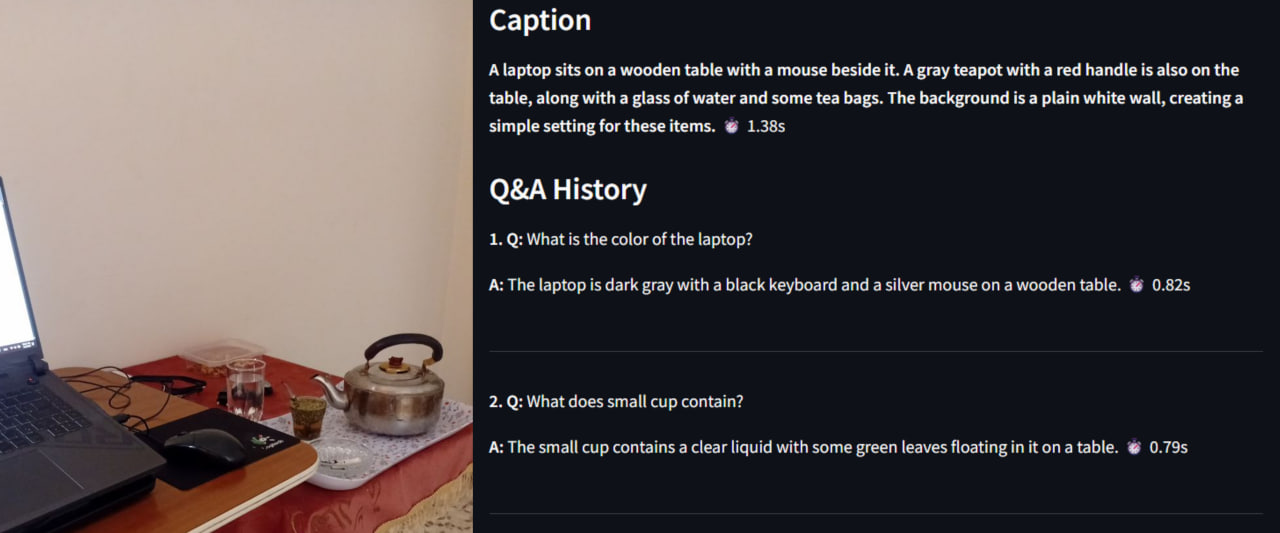 Caption
A laptop sits on a wooden table with a mouse beside it. A gray teapot with a red handle is also on the
table, along with a glass of water and some tea bags. The background is a plain white wall, creating a
simple setting for these items. ⏰ 1.38s
Q&A History
1. Q: What is the color of the laptop?
A: The laptop is dark gray with a black keyboard and a silver mouse on a wooden table. ⏰ 0.82s
2. Q: What does small cup contain?
A: The small cup contains a clear liquid with some green leaves floating in it on a table. ⏰ 0.79s